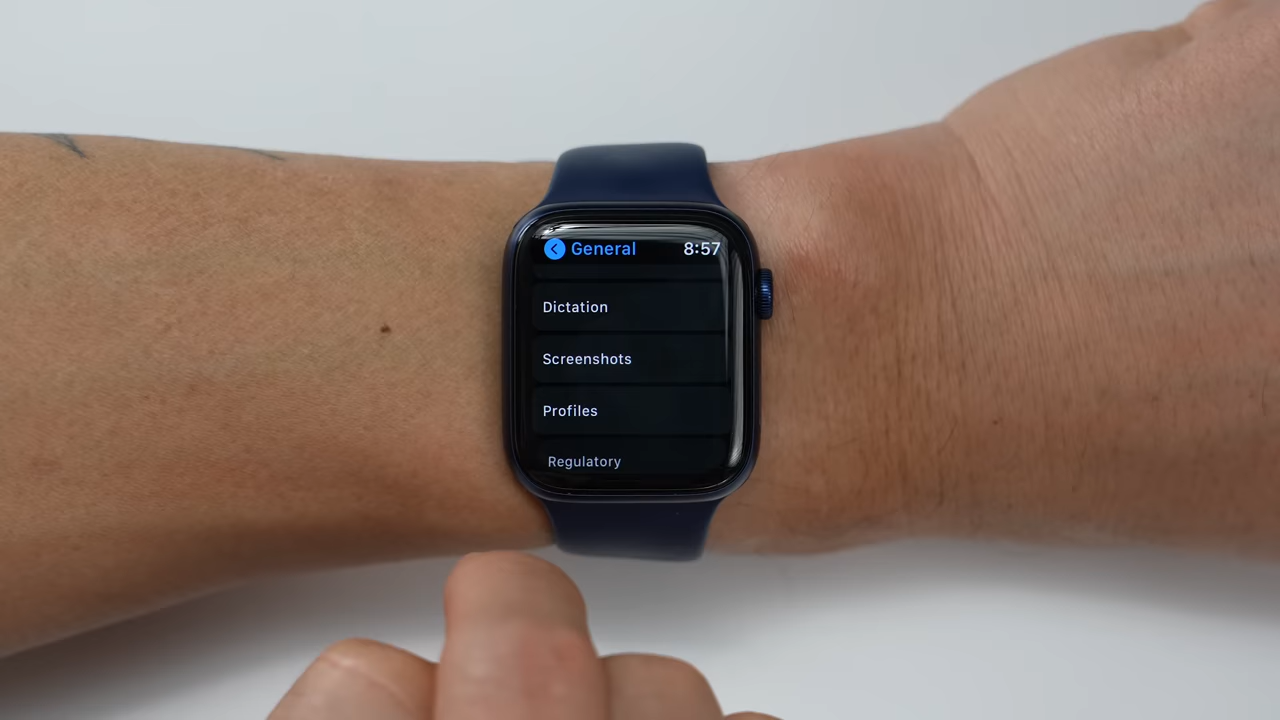 General 8:57
Dictation
Screenshots
Profiles
Regulatory